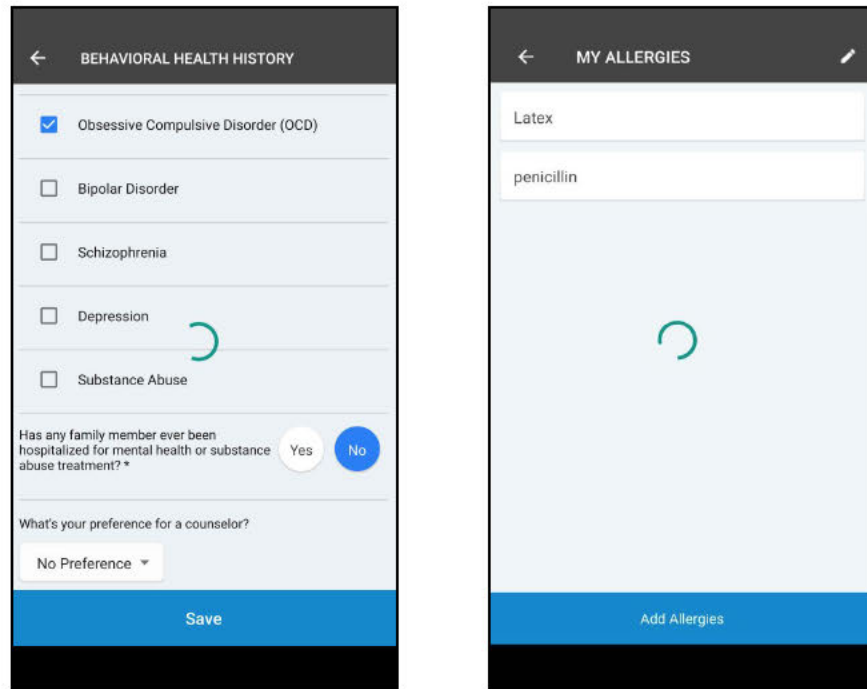 BEHAVIORAL HEALTH HISTORY
Obsessive Compulsive Disorder (OCD)
Bipolar Disorder
Schizophrenia
Depression
Substance Abuse
Has any family member ever been
hospitalized for mental health or substance
abuse treatment? *
Yes
No
What's your preference for a counselor?
No Preference
Save
MY ALLERGIES
Latex
penicillin
Add Allergies